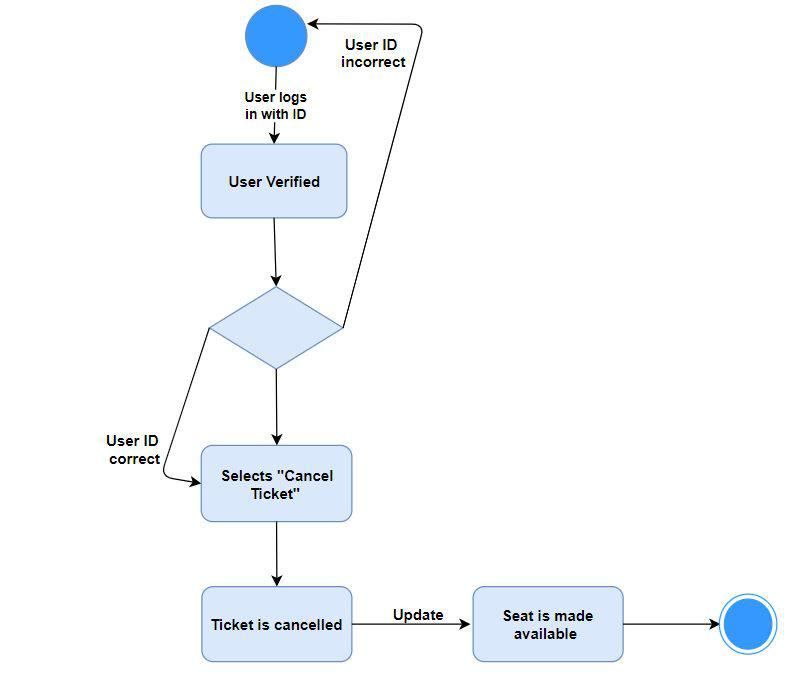 User ID
incorrect
User logs
in with ID
User Verified
User ID
correct
Selects "Cancel
Ticket"
Ticket is cancelled
Update
Seat is made
available